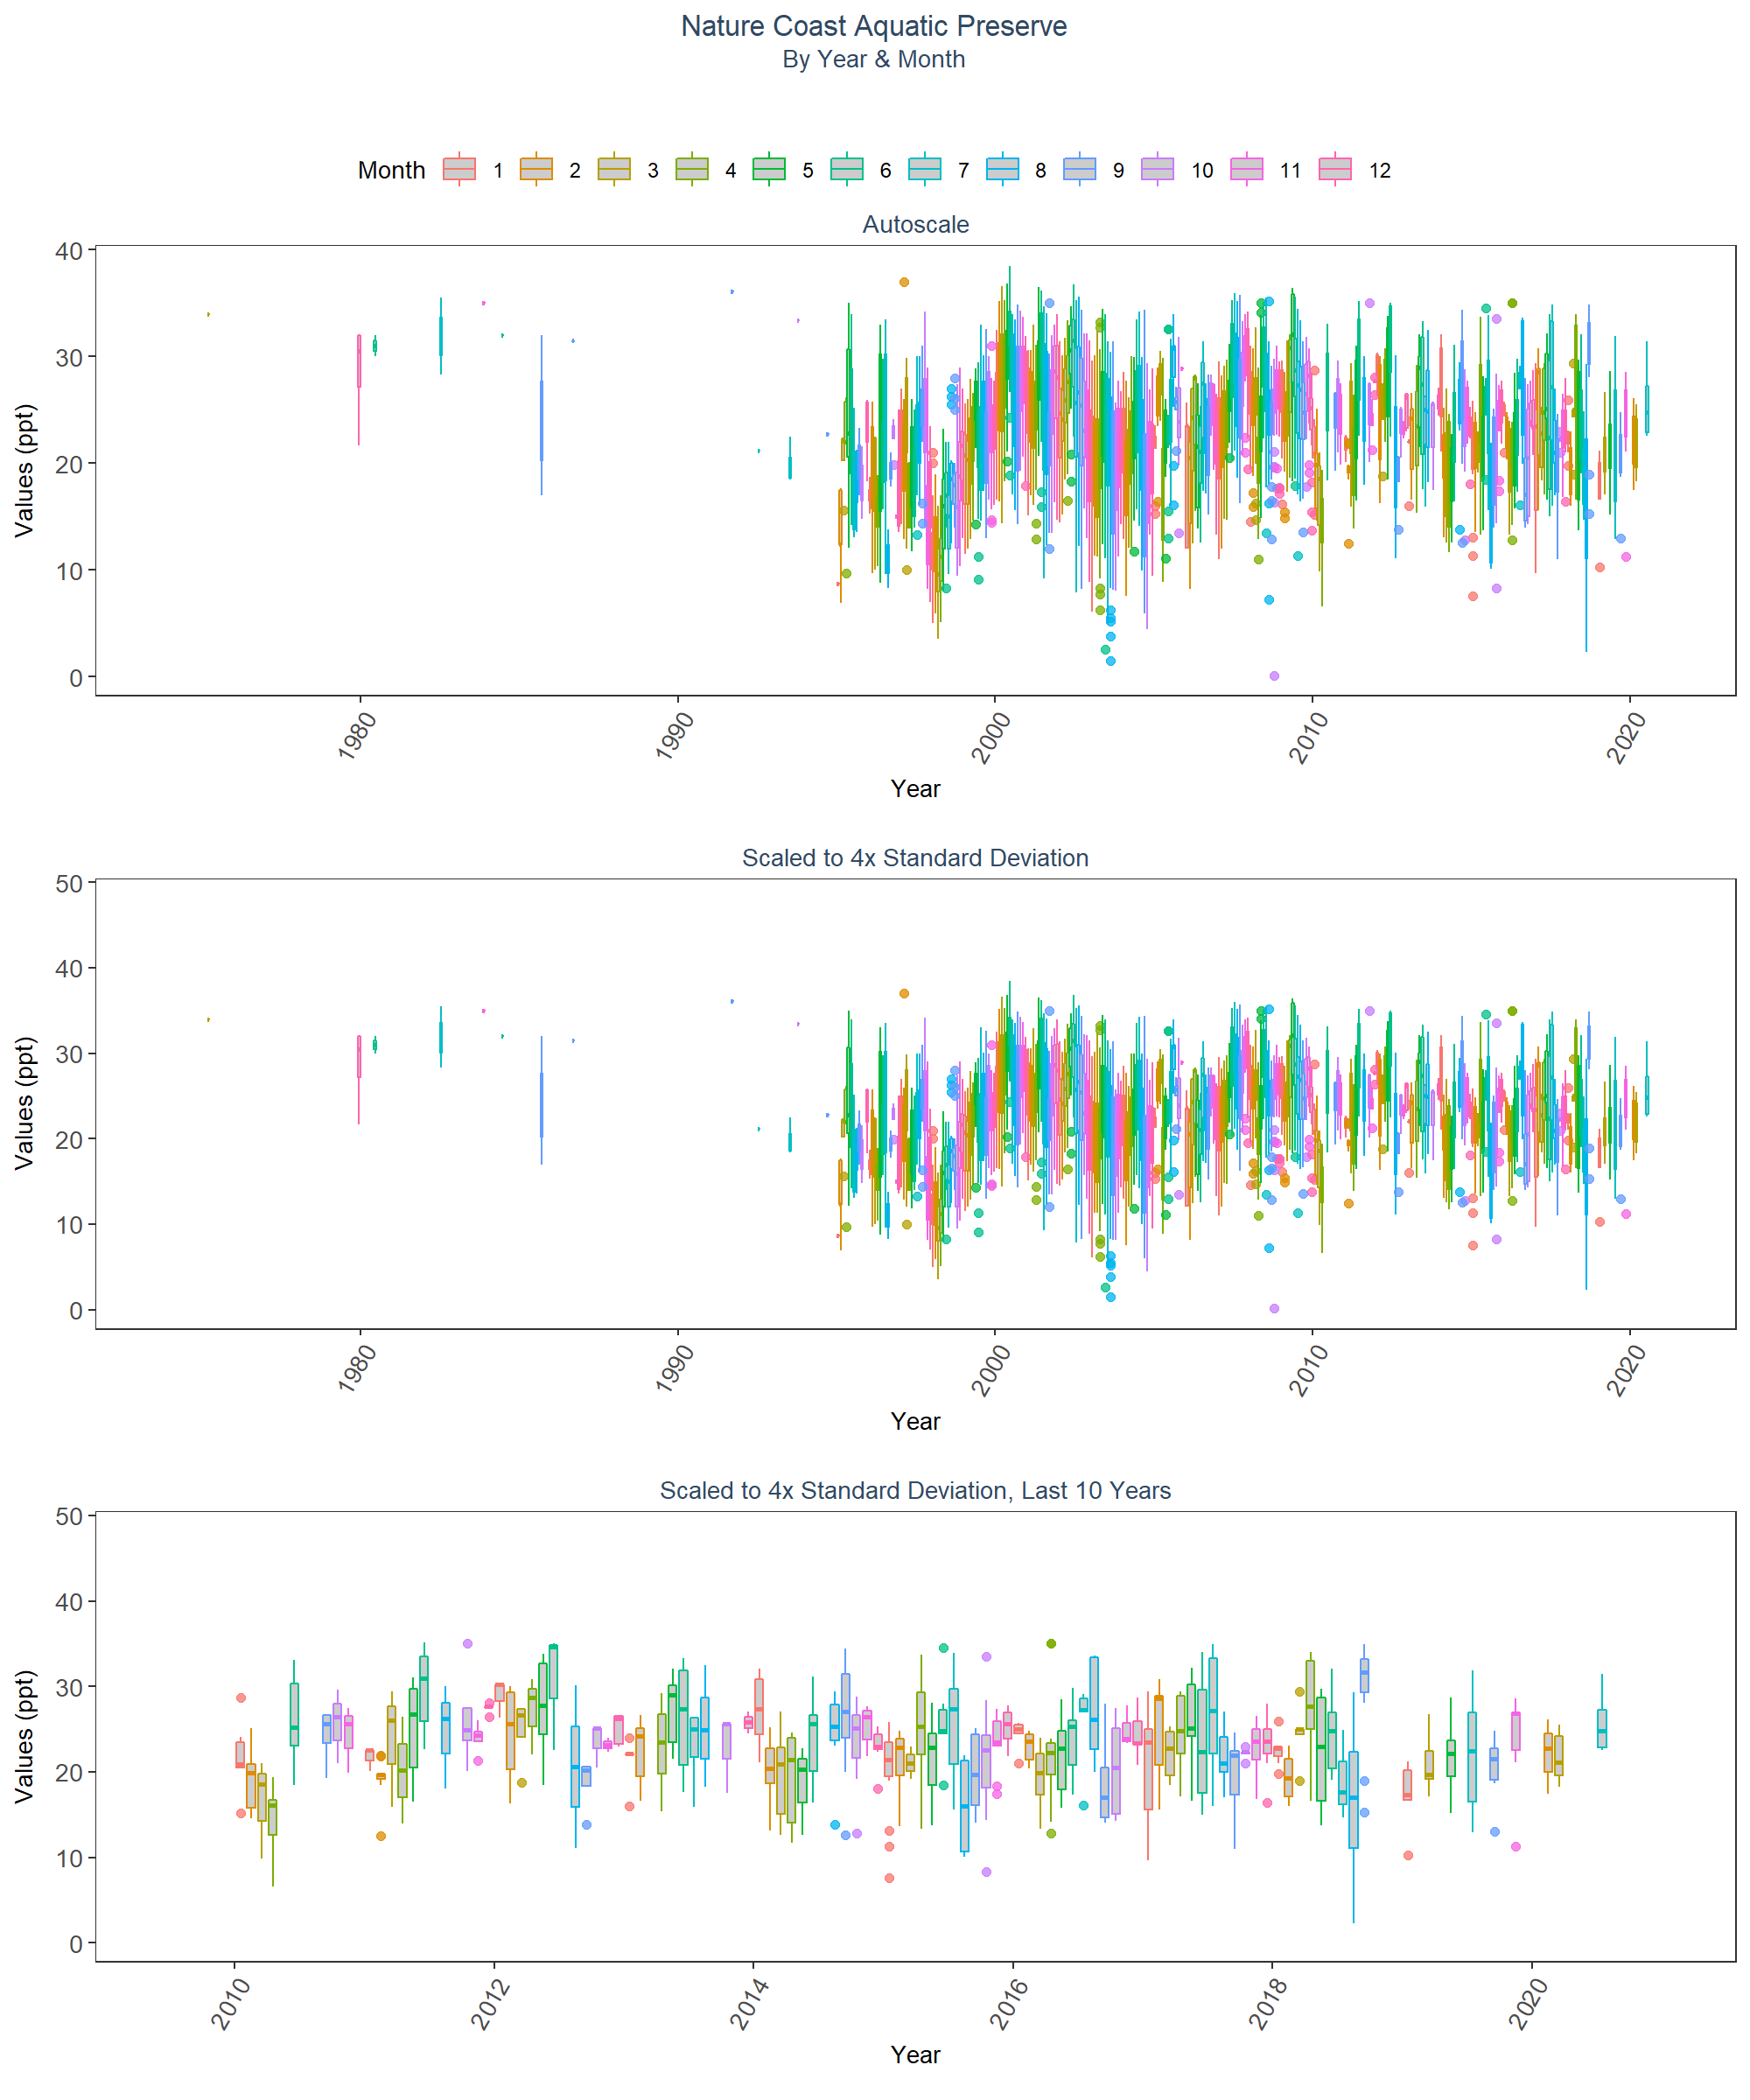 Nature Coast Aquatic Preserve
By Year & Month
Month 1 2 3 4 5 6 7 8 9 10 11 12
Autoscale
Values (ppt)
40
30
20
10
0
1980 1990 2000 2010 2020
Year
Scaled to 4x Standard Deviation
Values (ppt)
50
40
30
20
10
0
1980 1990 2000 2010 2020
Year
Scaled to 4x Standard Deviation, Last 10 Years
Values (ppt)
50
40
30
20
10
0
2010 2012 2014 2016 2018 2020
Year